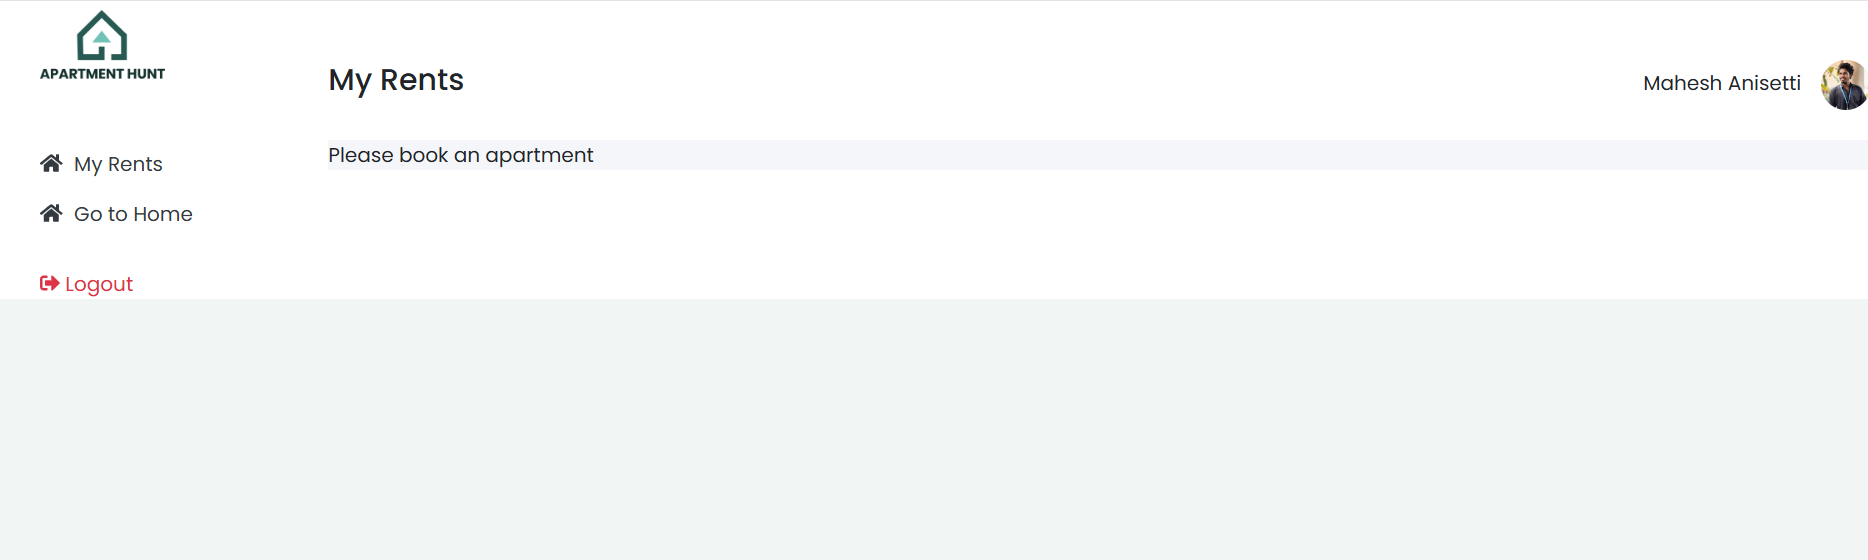 APARTMENT HUNT
My Rents
Go to Home
Logout
My Rents
Mahesh Anisetti
Please book an apartment